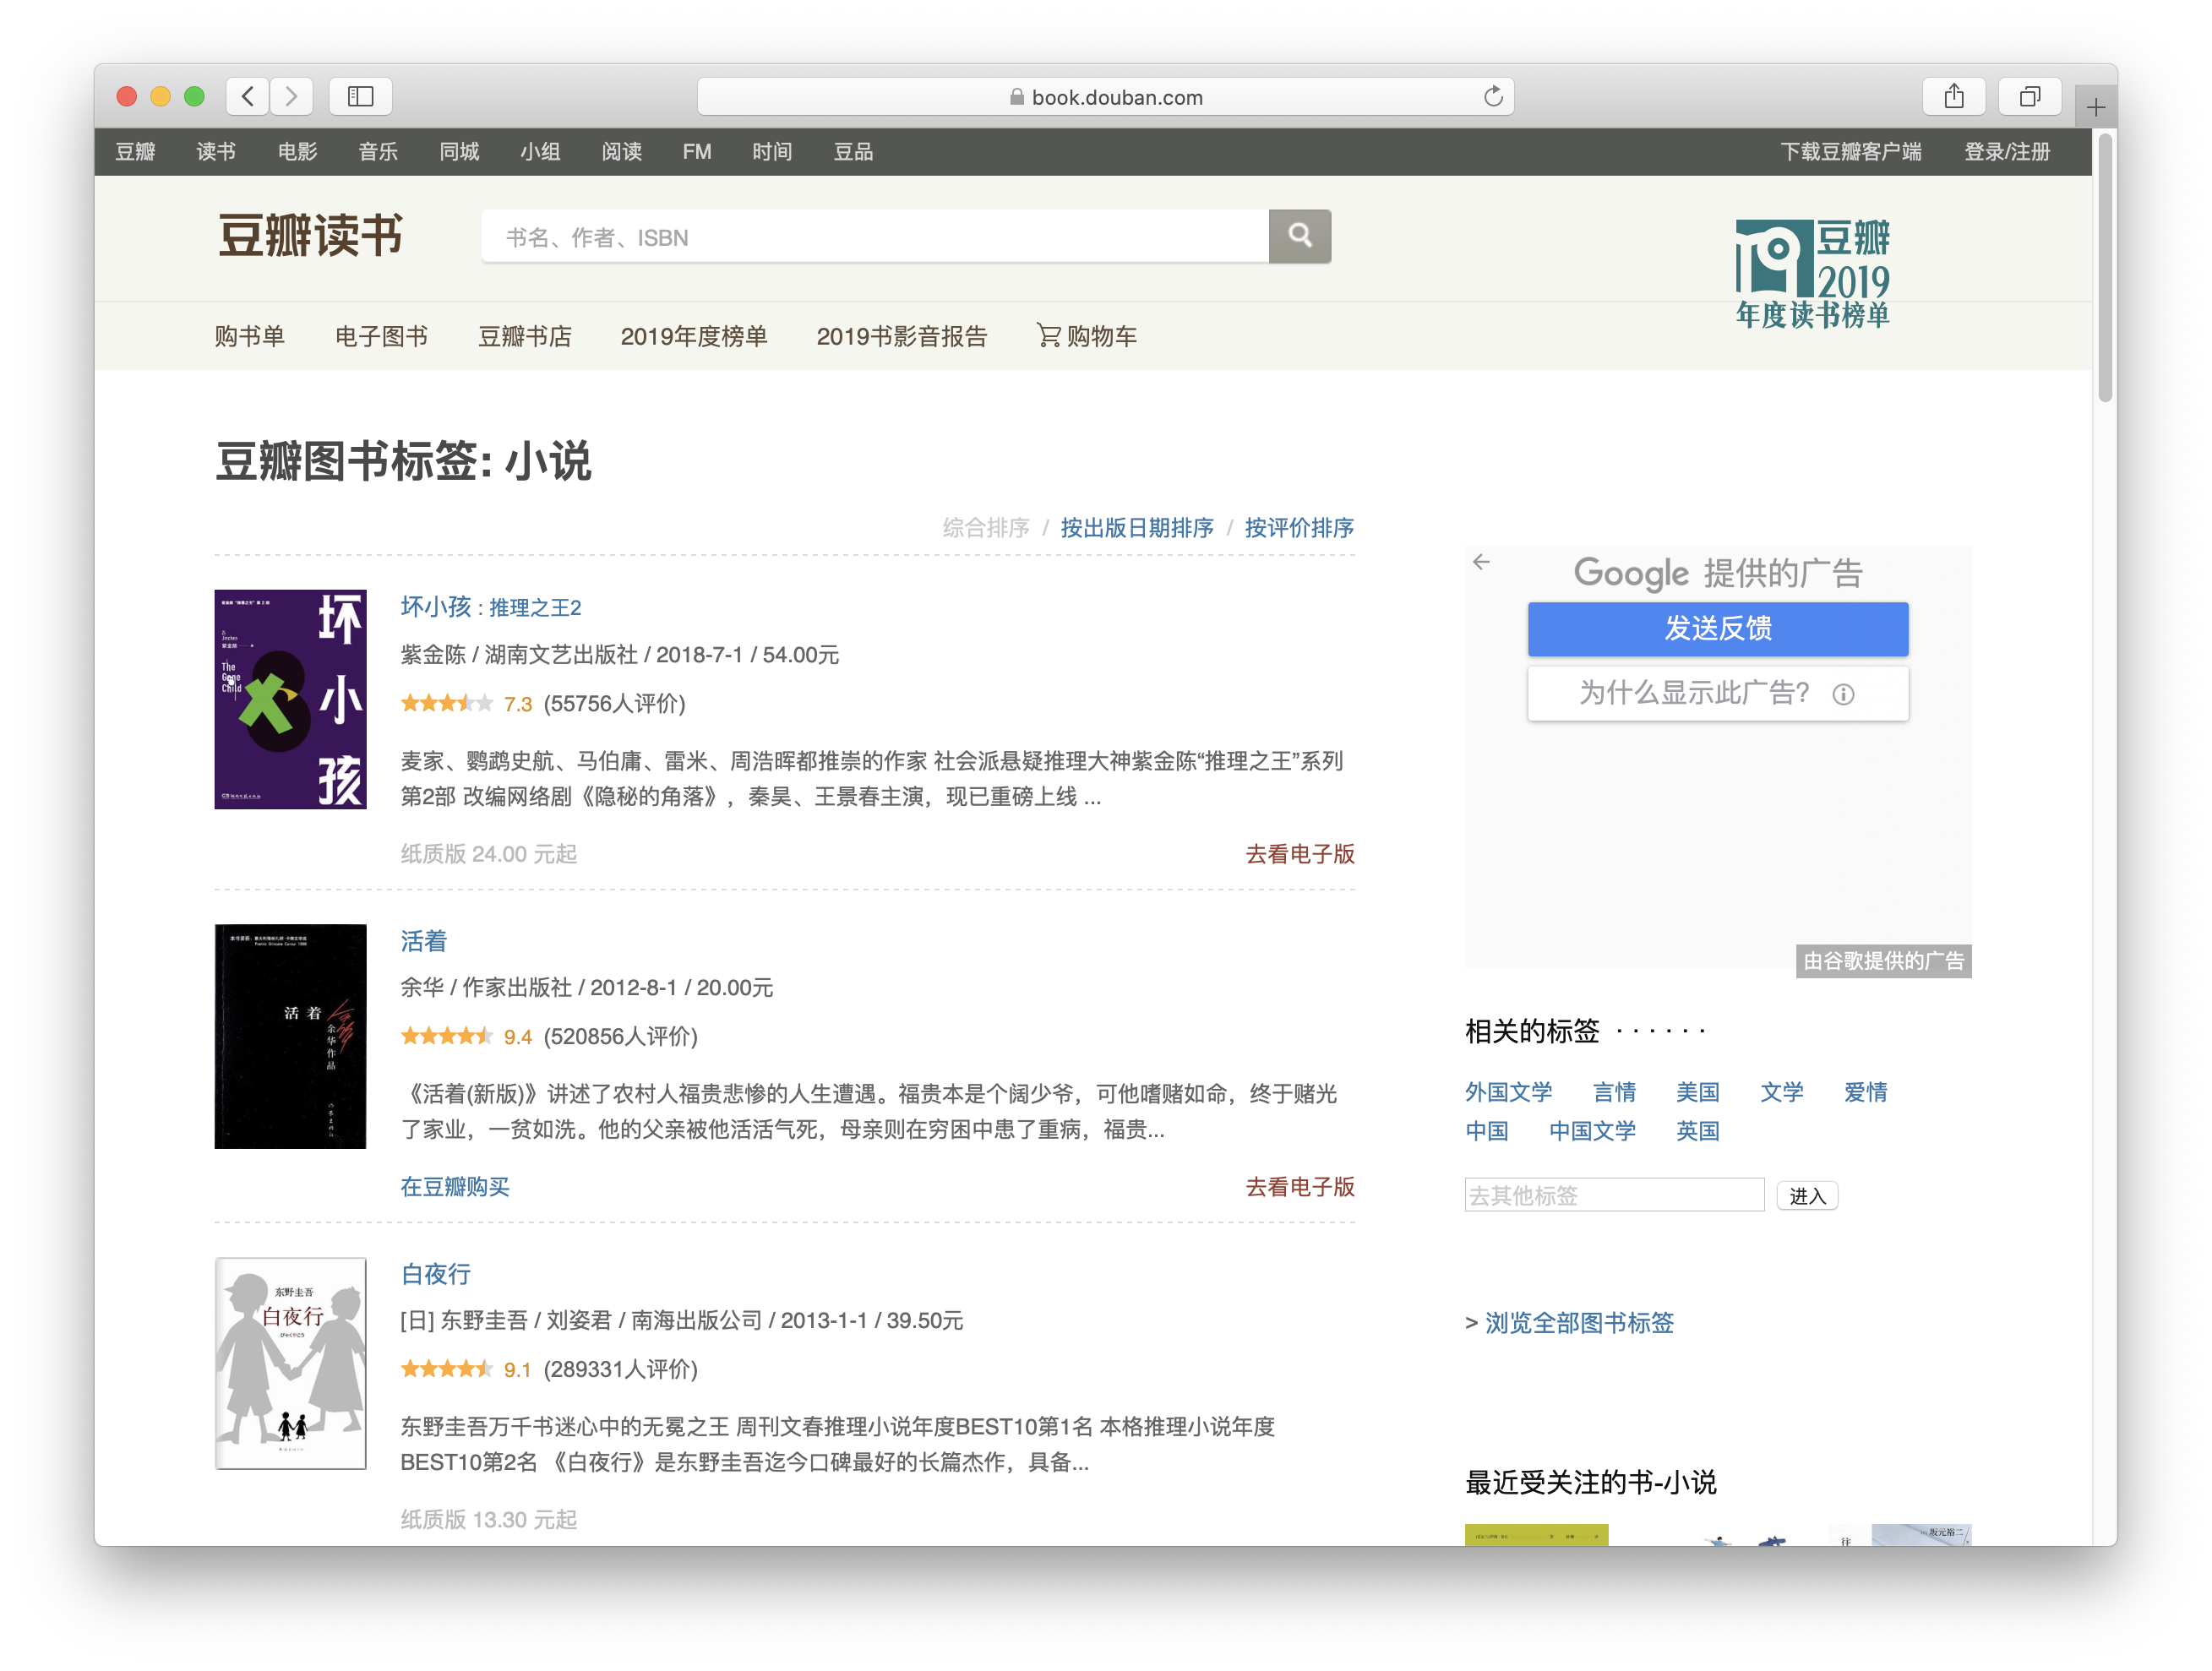 book.douban.com
豆瓣 读书 电影 音乐 同城 小组 阅读 FM 时间 豆品 下载豆瓣客户端 登录/注册
豆瓣读书
书名、作者、ISBN
豆瓣
2019
年度读书榜单
购书单 电子图书 豆瓣书店 2019年度榜单 2019书影音报告 购物车
豆瓣图书标签: 小说
综合排序 / 按出版日期排序 / 按评价排序
坏小孩
The
Gone
Child
坏小孩 : 推理之王2
紫金陈 / 湖南文艺出版社 / 2018-7-1 / 54.00元
7.3 (55756人评价)
麦家、鹦鹉史航、马伯庸、雷米、周浩晖都推崇的作家 社会派悬疑推理大神紫金陈“推理之王”系列
第2部 改编网络剧《隐秘的角落》，秦昊、王景春主演，现已重磅上线 ...
纸质版 24.00 元起 去看电子版
活着
余华作品
活着
余华 / 作家出版社 / 2012-8-1 / 20.00元
9.4 (520856人评价)
《活着(新版)》讲述了农村人福贵悲惨的人生遭遇。福贵本是个阔少爷，可他嗜赌如命，终于赌光
了家业，一贫如洗。他的父亲被他活活气死，母亲则在穷困中患了重病，福贵...
在豆瓣购买 去看电子版
东野圭吾
白夜行
白夜行
[日] 东野圭吾 / 刘姿君 / 南海出版公司 / 2013-1-1 / 39.50元
9.1 (289331人评价)
东野圭吾万千书迷心中的无冕之王 周刊文春推理小说年度BEST10第1名 本格推理小说年度
BEST10第2名 《白夜行》是东野圭吾迄今口碑最好的长篇杰作，具备...
纸质版 13.30 元起
Google 提供的广告
发送反馈
为什么显示此广告?
由谷歌提供的广告
相关的标签 · · · · · ·
外国文学 言情 美国 文学 爱情
中国 中国文学 英国
去其他标签 进入
> 浏览全部图书标签
最近受关注的书-小说
往 坂元裕二